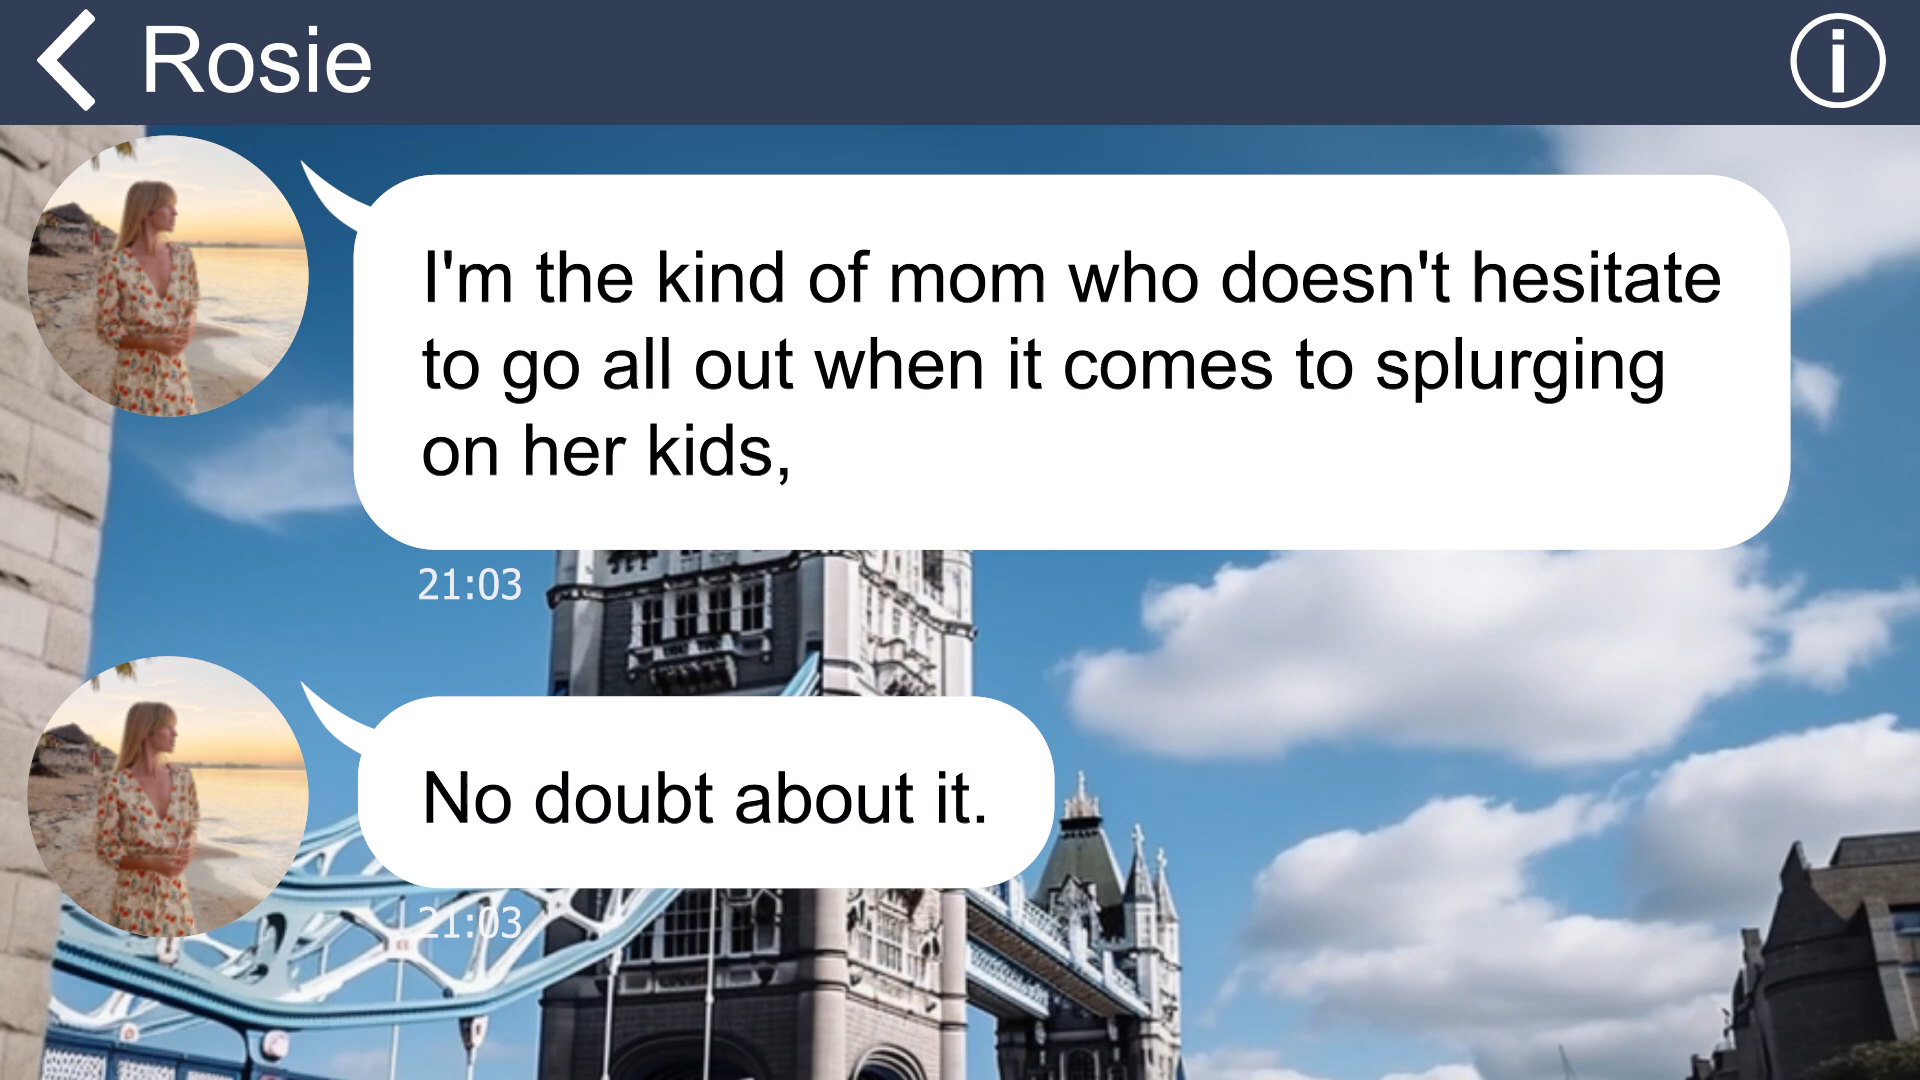 Rosie
I'm the kind of mom who doesn't hesitate
to go all out when it comes to splurging
on her kids,
21:03
No doubt about it.
21:03